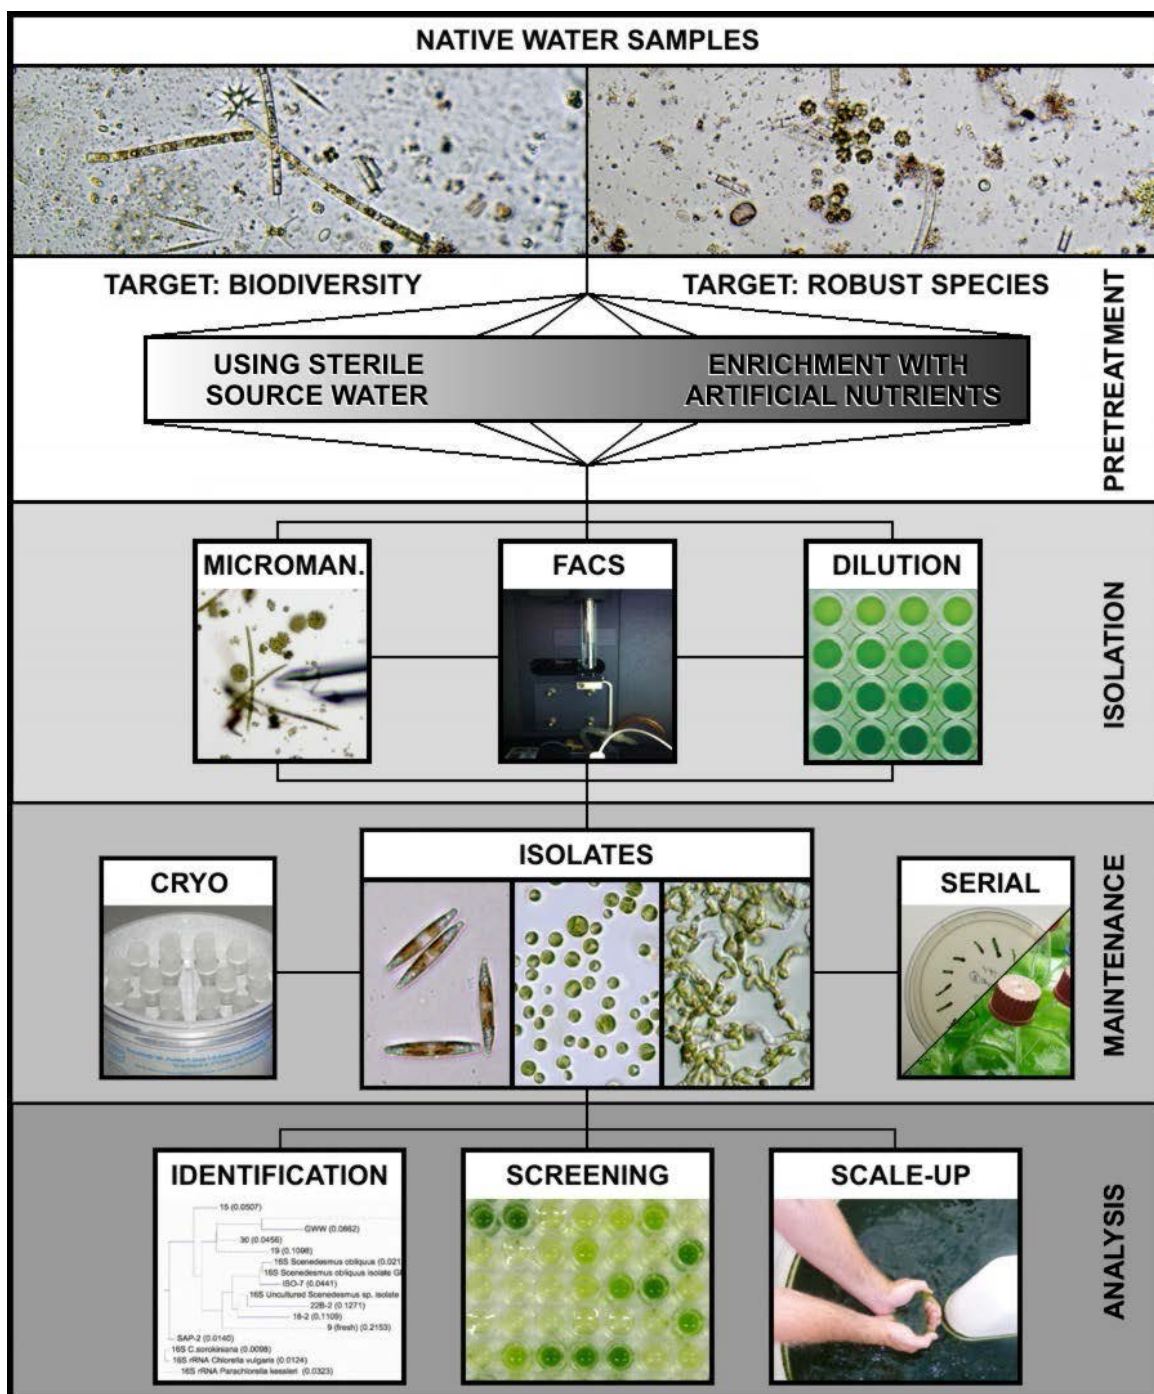 NATIVE WATER SAMPLES
TARGET: BIODIVERSITY
TARGET: ROBUST SPECIES
USING STERILE
SOURCE WATER
ENRICHMENT WITH
ARTIFICIAL NUTRIENTS
PRETREATMENT
MICROMAN.
FACS
DILUTION
ISOLATION
ISOLATES
CRYO
SERIAL
MAINTENANCE
IDENTIFICATION
SCREENING
SCALE-UP
15 (0.0507)
GWW (0.0862)
30 (0.0456)
19 (0.1098)
16S Scenedesmus obliquus (0.021
16S Scenedesmus obliquus isolate
ISO-7 (0.0441)
16S Uncultured Scenedesmus sp. isolate
22B-2 (0.1271)
18-2 (0.1109)
9 (fresh) (0.2153)
SAP-2 (0.0140)
16S C.sorokiniana (0.0098)
16S rRNA Chlorella vulgaris (0.0124)
16S rRNA Parachlorella kessleri (0.0323)
ANALYSIS